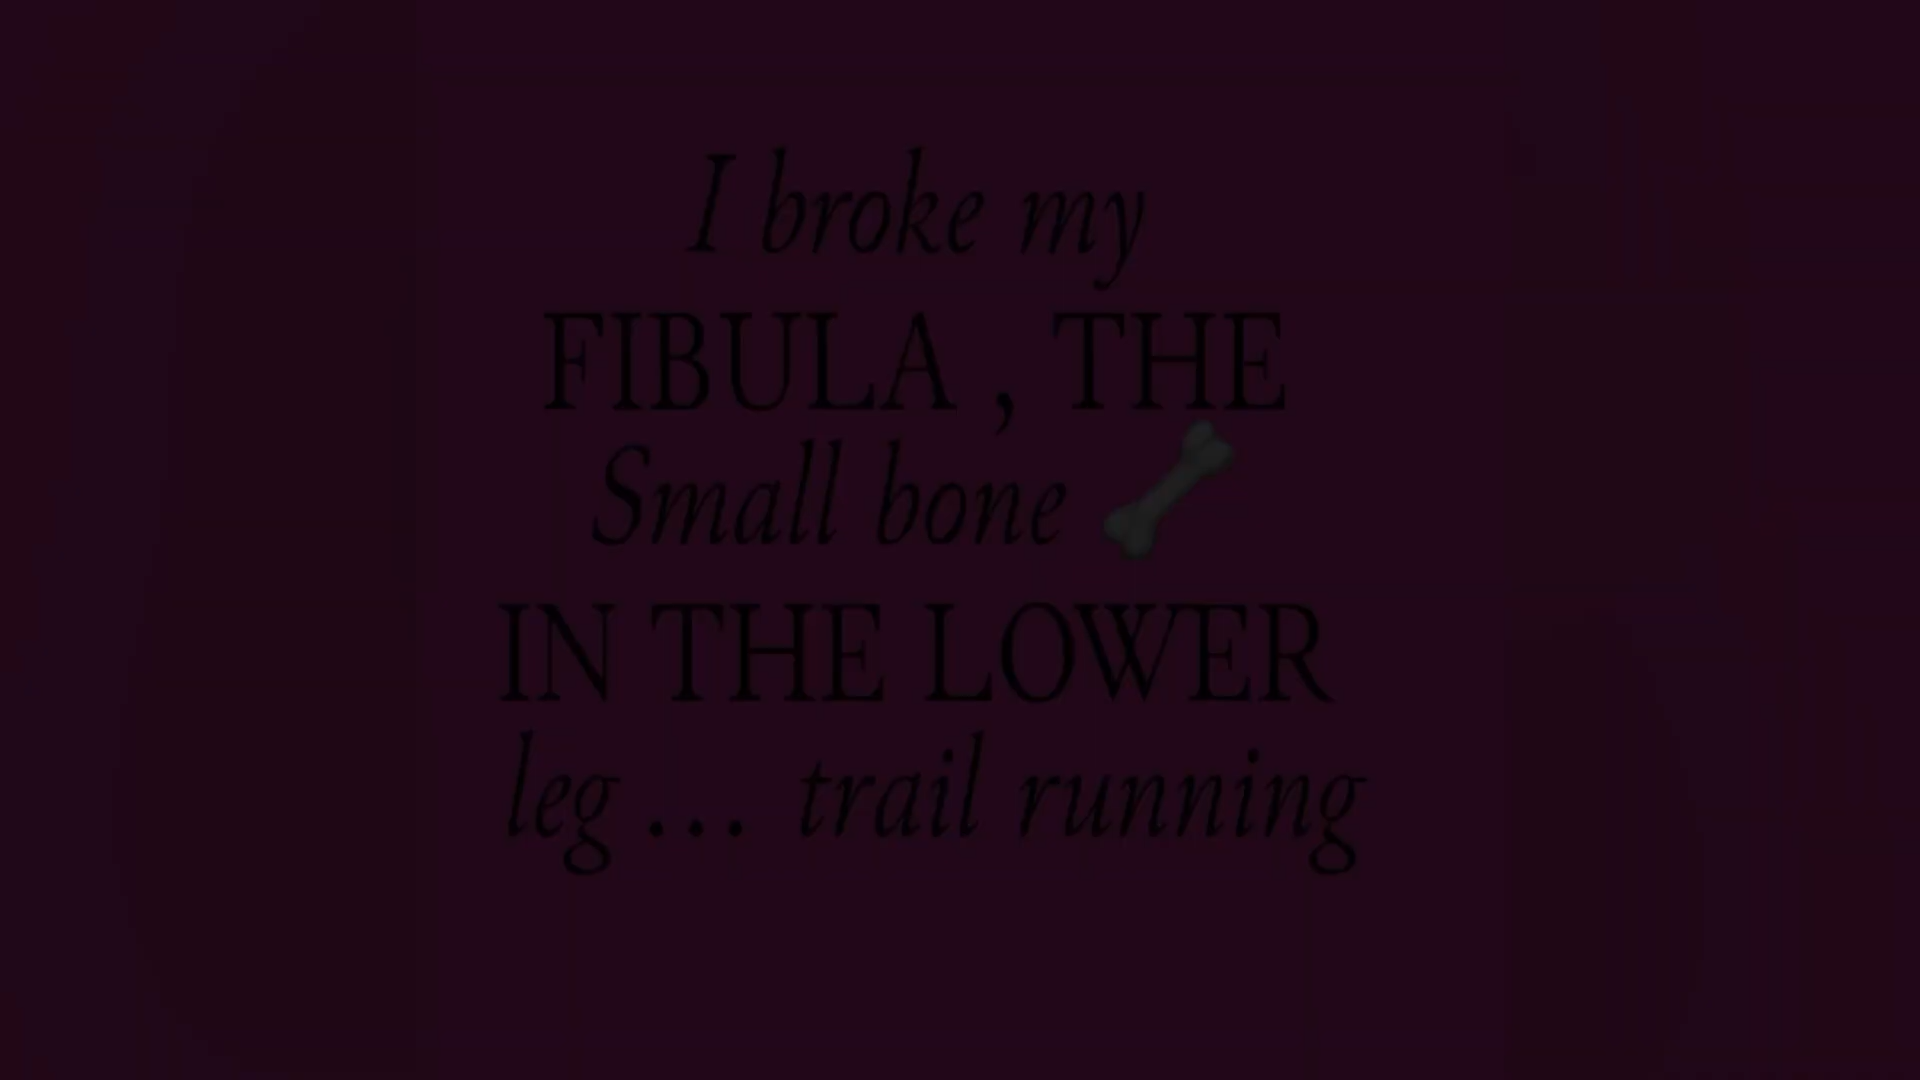 I broke my
FIBULA , THE
Small bone 🦴
IN THE LOWER
leg... trail running